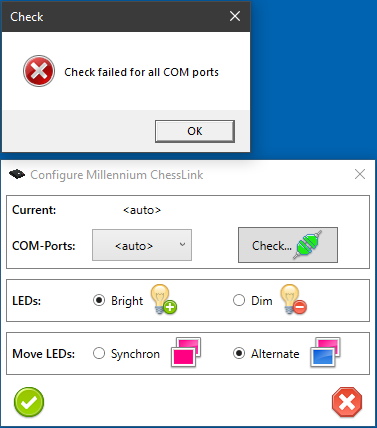 Check
Check failed for all COM ports
OK
Configure Millennium ChessLink
Current: <auto>
COM-Ports: <auto> Check...
LEDs: Bright Dim
Move LEDs: Synchron Alternate